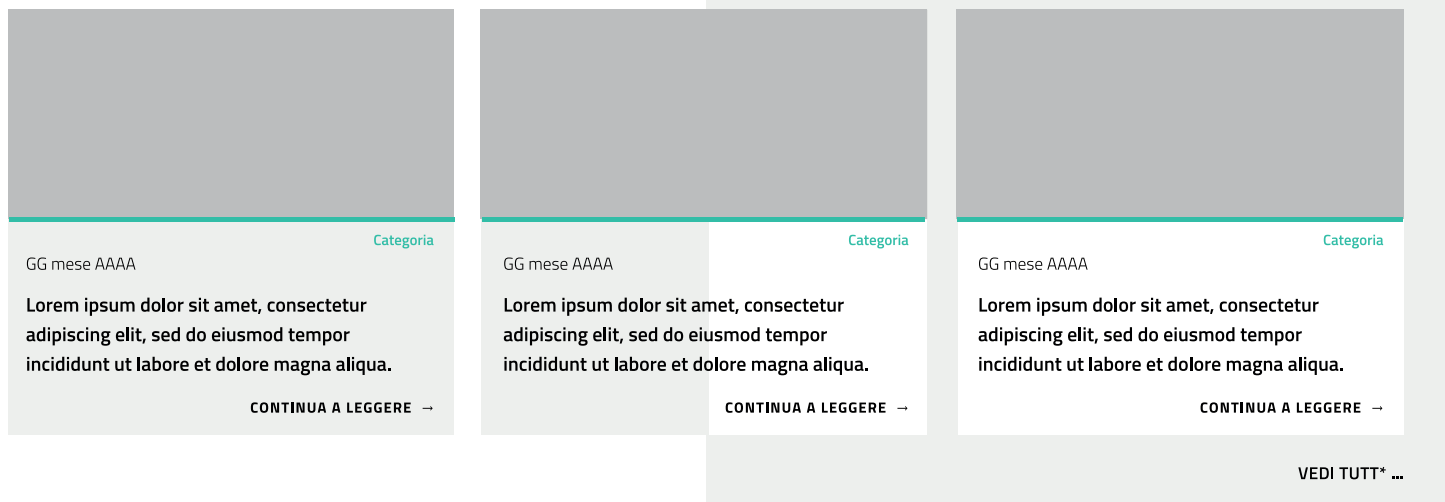 Categoria
GG mese AAAA
Lorem ipsum dolor sit amet, consectetur
adipiscing elit, sed do eiusmod tempor
incididunt ut labore et dolore magna aliqua.
CONTINUA A LEGGERE →
Categoria
GG mese AAAA
Lorem ipsum dolor sit amet, consectetur
adipiscing elit, sed do eiusmod tempor
incididunt ut labore et dolore magna aliqua.
CONTINUA A LEGGERE →
Categoria
GG mese AAAA
Lorem ipsum dolor sit amet, consectetur
adipiscing elit, sed do eiusmod tempor
incididunt ut labore et dolore magna aliqua.
CONTINUA A LEGGERE →
VEDI TUTT* ...